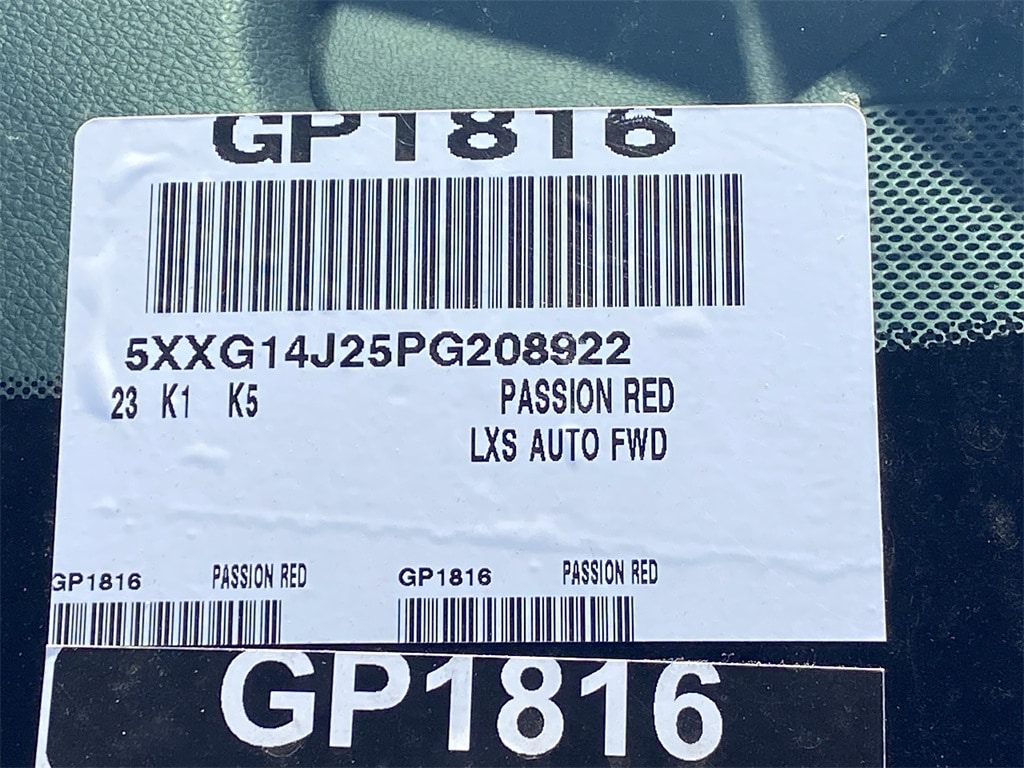 GP1816
5XXG14J25PG208922
23 K1 K5 PASSION RED
LXS AUTO FWD
GP1816 PASSION RED GP1816 PASSION RED
GP1816